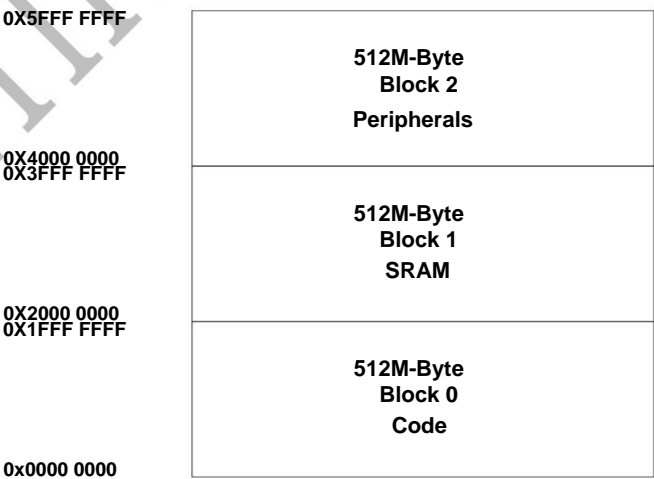 0X5FFF FFFF
512M-Byte
Block 2
Peripherals
0X4000 0000
0X3FFF FFFF
512M-Byte
Block 1
SRAM
0X2000 0000
0X1FFF FFFF
512M-Byte
Block 0
Code
0x0000 0000